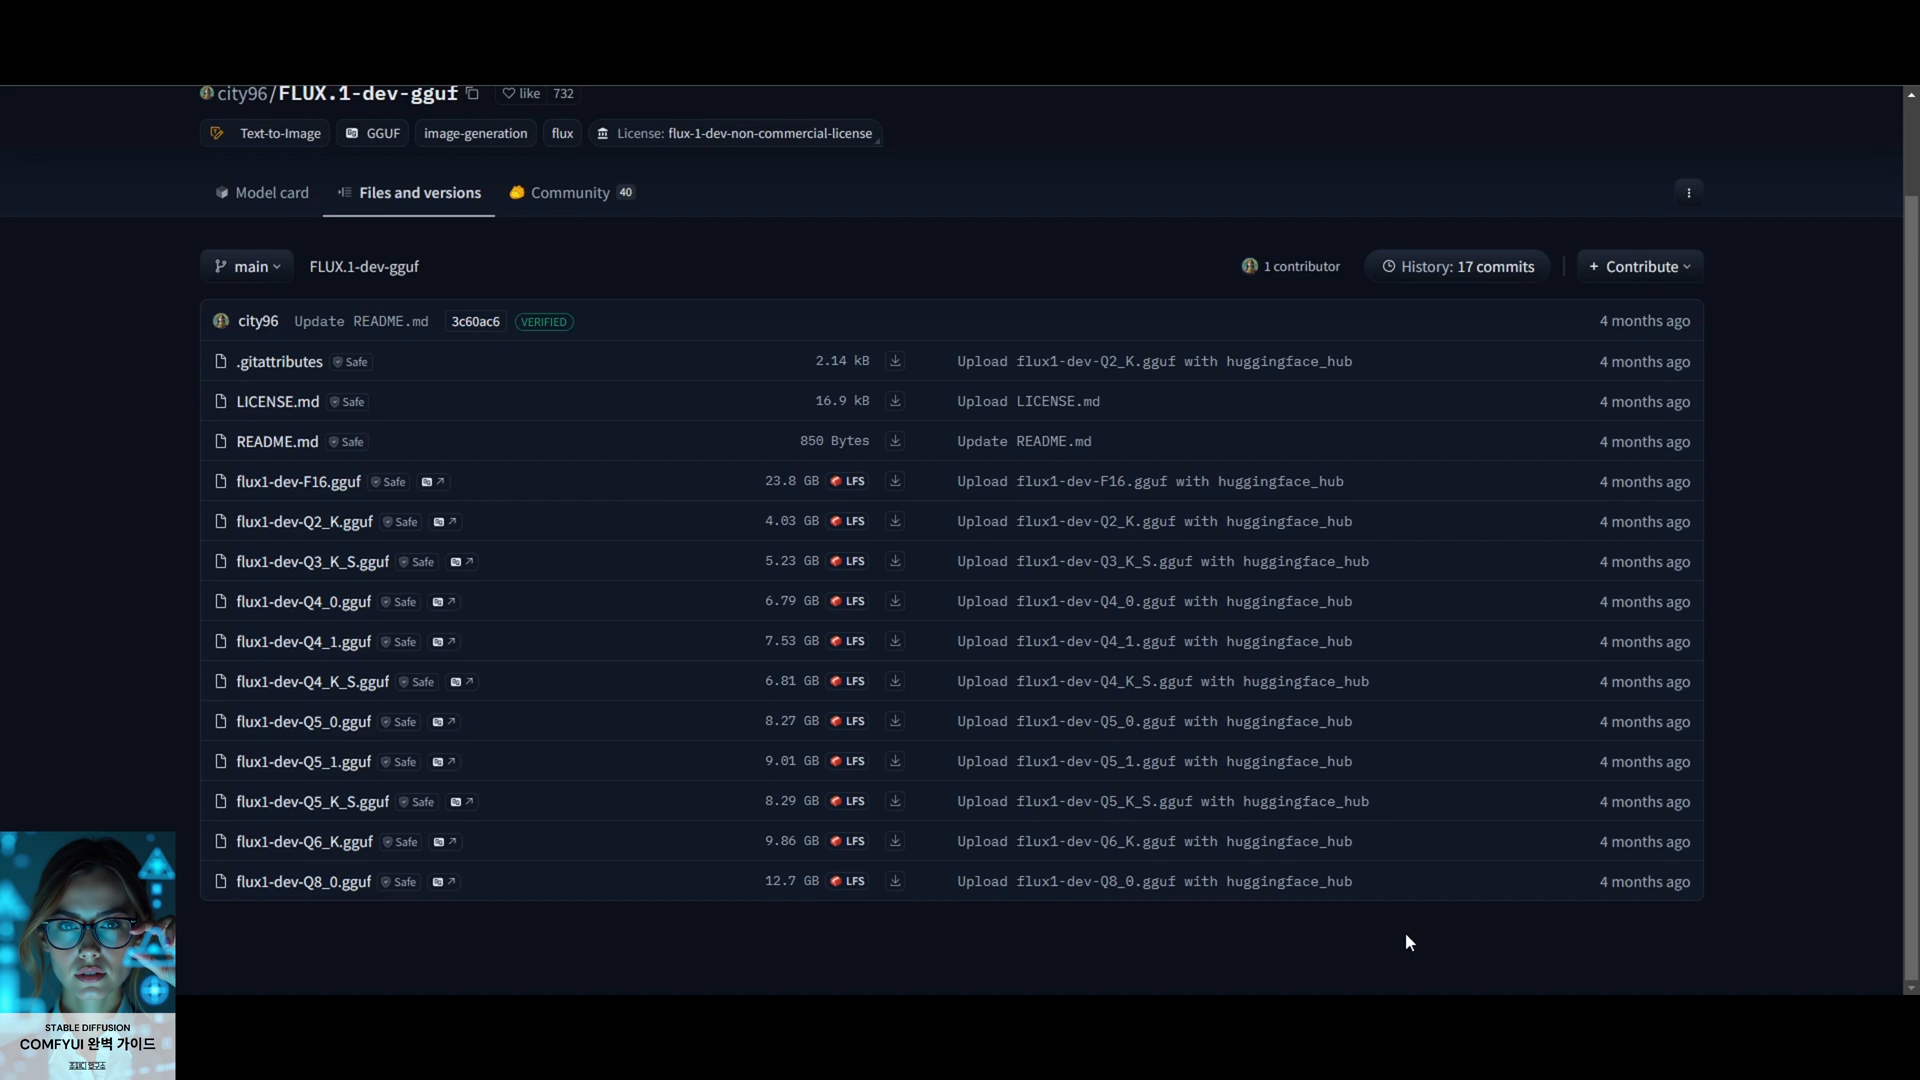 city96/FLUX.1-dev-gguf like 732
Text-to-Image GGUF image-generation flux License: flux-1-dev-non-commercial-license
Model card Files and versions Community 40
main FLUX.1-dev-gguf 1 contributor History: 17 commits + Contribute
city96 Update README.md 3c60ac6 VERIFIED 4 months ago
.gitattributes Safe 2.14 kB Upload flux1-dev-Q2_K.gguf with huggingface_hub 4 months ago
LICENSE.md Safe 16.9 kB Upload LICENSE.md 4 months ago
README.md Safe 850 Bytes Update README.md 4 months ago
flux1-dev-F16.gguf Safe 23.8 GB LFS Upload flux1-dev-F16.gguf with huggingface_hub 4 months ago
flux1-dev-Q2_K.gguf Safe 4.03 GB LFS Upload flux1-dev-Q2_K.gguf with huggingface_hub 4 months ago
flux1-dev-Q3_K_S.gguf Safe 5.23 GB LFS Upload flux1-dev-Q3_K_S.gguf with huggingface_hub 4 months ago
flux1-dev-Q4_0.gguf Safe 6.79 GB LFS Upload flux1-dev-Q4_0.gguf with huggingface_hub 4 months ago
flux1-dev-Q4_1.gguf Safe 7.53 GB LFS Upload flux1-dev-Q4_1.gguf with huggingface_hub 4 months ago
flux1-dev-Q4_K_S.gguf Safe 6.81 GB LFS Upload flux1-dev-Q4_K_S.gguf with huggingface_hub 4 months ago
flux1-dev-Q5_0.gguf Safe 8.27 GB LFS Upload flux1-dev-Q5_0.gguf with huggingface_hub 4 months ago
flux1-dev-Q5_1.gguf Safe 9.01 GB LFS Upload flux1-dev-Q5_1.gguf with huggingface_hub 4 months ago
flux1-dev-Q5_K_S.gguf Safe 8.29 GB LFS Upload flux1-dev-Q5_K_S.gguf with huggingface_hub 4 months ago
flux1-dev-Q6_K.gguf Safe 9.86 GB LFS Upload flux1-dev-Q6_K.gguf with huggingface_hub 4 months ago
flux1-dev-Q8_0.gguf Safe 12.7 GB LFS Upload flux1-dev-Q8_0.gguf with huggingface_hub 4 months ago
STABLE DIFFUSION
COMFYUI 완벽 가이드